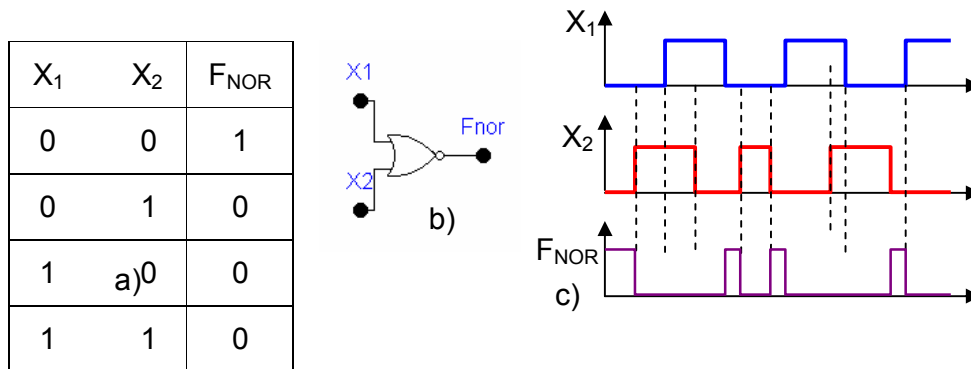 X1 X2 FNOR
0 0 1
0 1 0
1 a)0 0
1 1 0
X1
X2
Fnor
b)
X1
X2
FNOR
c)